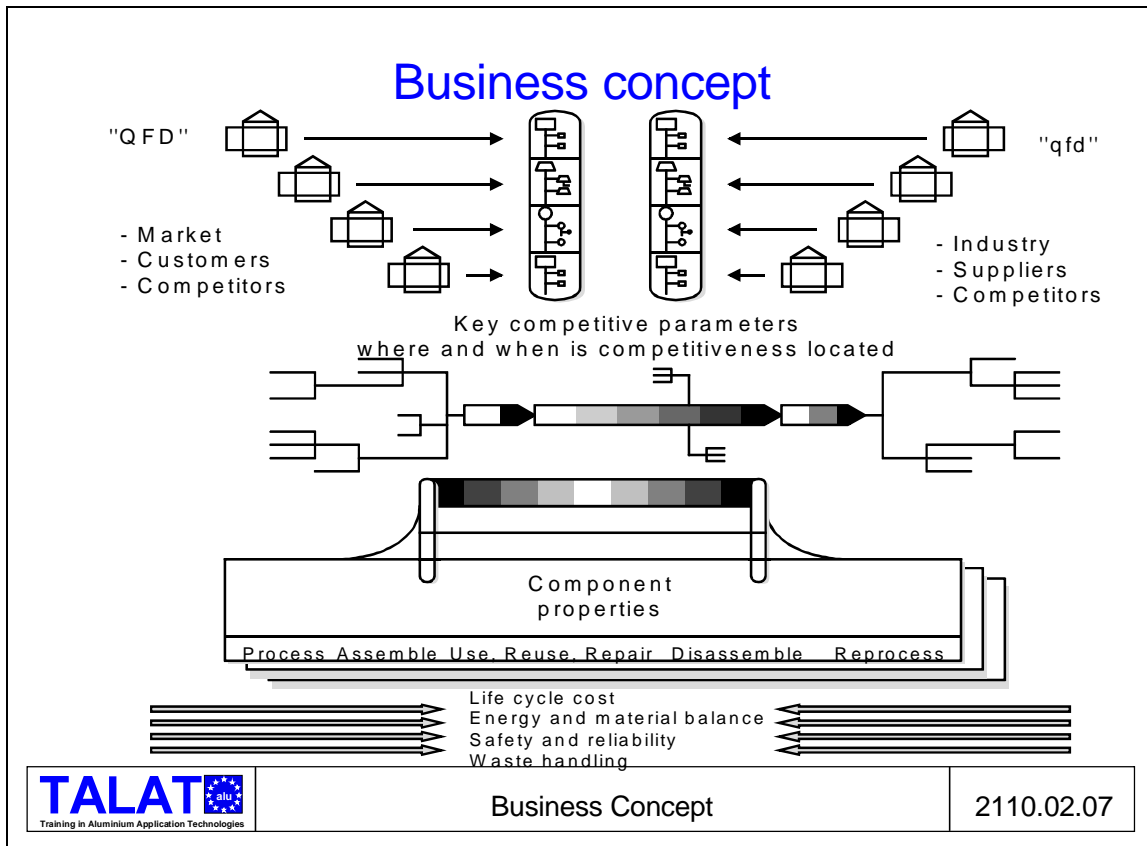 Business concept
"QFD"
"qfd"
- Market
- Customers
- Competitors
- Industry
- Suppliers
- Competitors
Key competitive parameters
where and when is competitiveness located
Component
properties
Process Assemble Use, Reuse, Repair Disassemble Reprocess
Life cycle cost
Energy and material balance
Safety and reliability
Waste handling
TALAT
alu
Training in Aluminium Application Technologies
Business Concept
2110.02.07